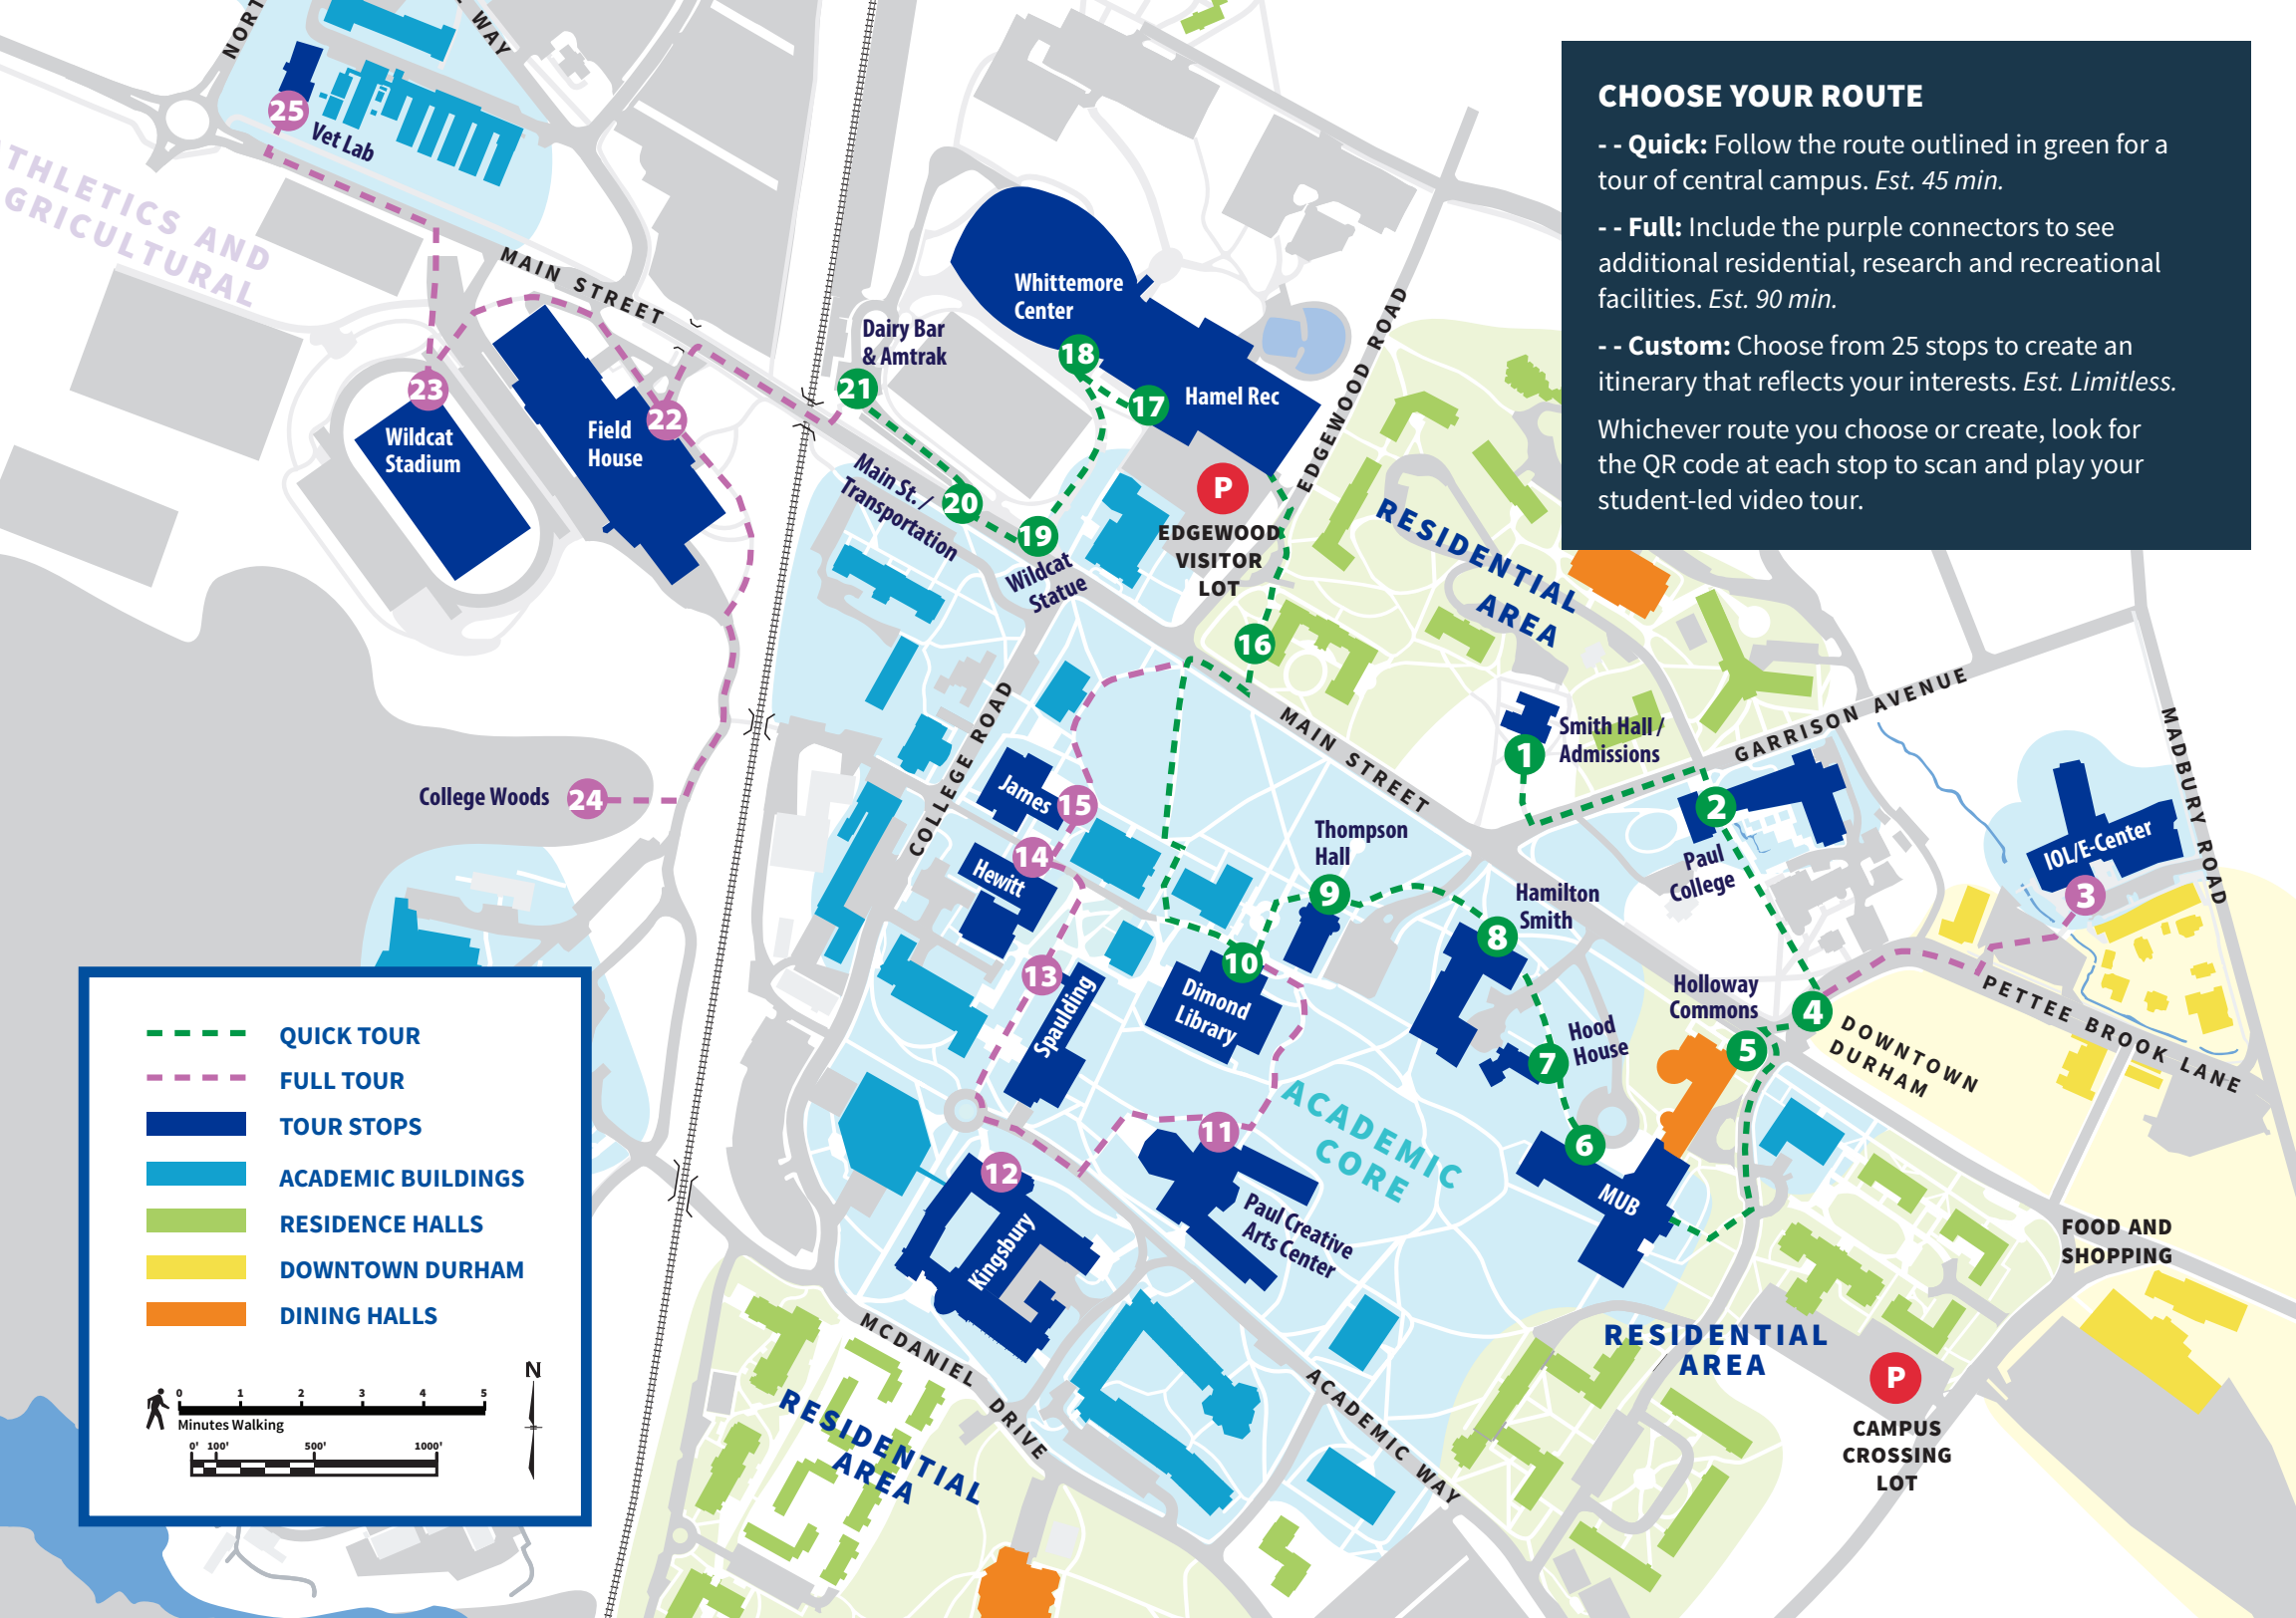 CHOOSE YOUR ROUTE
- - Quick: Follow the route outlined in green for a
tour of central campus. Est. 45 min.
- - Full: Include the purple connectors to see
additional residential, research and recreational
facilities. Est. 90 min.
- - Custom: Choose from 25 stops to create an
itinerary that reflects your interests. Est. Limitless.
Whichever route you choose or create, look for
the QR code at each stop to scan and play your
student-led video tour.
NORT
WAY
25
Vet Lab
THLETICS AND
GRICULTURAL
MAIN STREET
Whittemore
Center
Dairy Bar
& Amtrak
18
21
17
Hamel Rec
EDGEWOOD ROAD
23
22
Wildcat
Stadium
Field
House
Main St. /
Transportation
20
19
Wildcat
Statue
P
EDGEWOOD
VISITOR
LOT
RESIDENTIAL
AREA
16
MAIN STREET
Smith Hall /
Admissions
1
GARRISON AVENUE
MADBURY ROAD
2
Paul
College
IOL/E-Center
3
College Woods
24
COLLEGE ROAD
James
15
14
Hewitt
Thompson
Hall
9
Hamilton
Smith
8
13
Spaulding
10
Dimond
Library
Holloway
Commons
4
5
Hood
House
7
DOWNTOWN
DURHAM
PETTEE BROOK LANE
ACADEMIC
CORE
11
12
6
MUB
Kingsbury
Paul Creative
Arts Center
FOOD AND
SHOPPING
MCDANIEL DRIVE
ACADEMIC WAY
RESIDENTIAL
AREA
P
CAMPUS
CROSSING
LOT
RESIDENTIAL
AREA
QUICK TOUR
FULL TOUR
TOUR STOPS
ACADEMIC BUILDINGS
RESIDENCE HALLS
DOWNTOWN DURHAM
DINING HALLS
N
0 1 2 3 4 5
Minutes Walking
0' 100' 500' 1000'